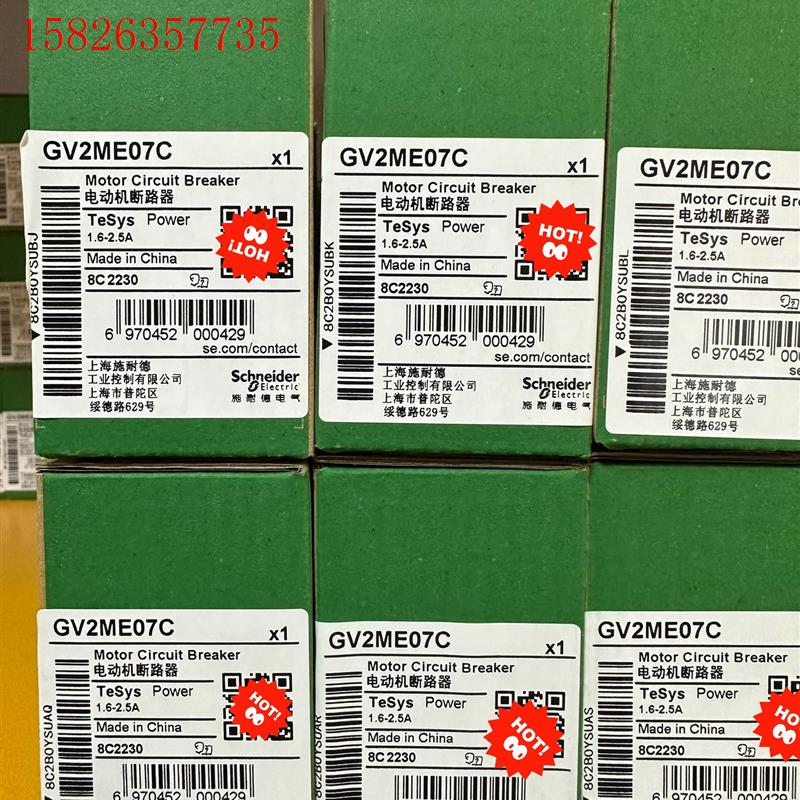 15826357735
GV2ME07C
x1
Motor Circuit Breaker
电动机断路器
TeSys Power
1.6-2.5A
Made in China
8C2230
HOT!
8C2B0YSUBJ
6 970452 000429
se.com/contact
上海施耐德
工业控制有限公司
上海市普陀区
绥德路629号
Schneider
Electric
施耐德电气
GV2ME07C
x1
Motor Circuit Breaker
电动机断路器
TeSys Power
1.6-2.5A
Made in China
8C2230
HOT!
8C2B0YSUBK
6 970452 000429
se.com/contact
上海施耐德
工业控制有限公司
上海市普陀区
绥德路629号
Schneider
Electric
施耐德电气
GV2ME07C
Motor Circuit Bre
电动机断路器
TeSys Power
1.6-2.5A
Made in China
8C2230
8C2B0YSUBL
6 970452 0
se
上海施耐德
工业控制有限公司
上海市普陀区
绥德路629号
GV2ME07C
x1
Motor Circuit Breaker
电动机断路器
TeSys Power
1.6-2.5A
Made in China
8C2230
HOT!
8C2B0YSUAQ
6 970452 000429
GV2ME07C
x1
Motor Circuit Breaker
电动机断路器
TeSys Power
1.6-2.5A
Made in China
8C2230
HOT!
8C2B0YSUAR
GV2ME07C
Motor Circuit Breaker
电动机断路器
TeSys Power
1.6-2.5A
Made in China
8C2230
HOT!
8C2B0YSUAS